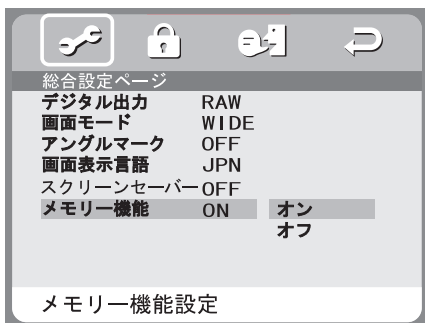 総合設定ページ
デジタル出力 RAW
画面モード WIDE
アングルマーク OFF
画面表示言語 JPN
スクリーンセーバー OFF
メモリー機能 ON オン
オフ
メモリー機能設定